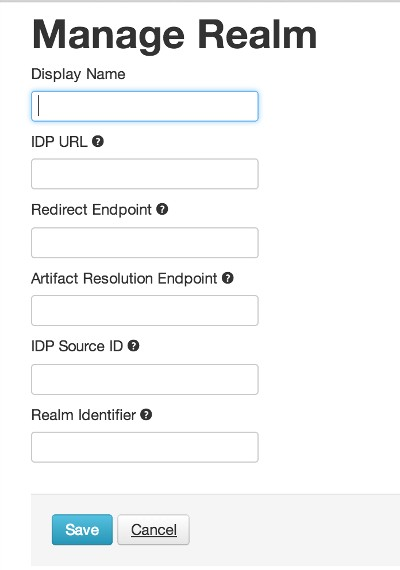 Manage Realm
Display Name
IDP URL ?
Redirect Endpoint ?
Artifact Resolution Endpoint ?
IDP Source ID ?
Realm Identifier ?
Save Cancel